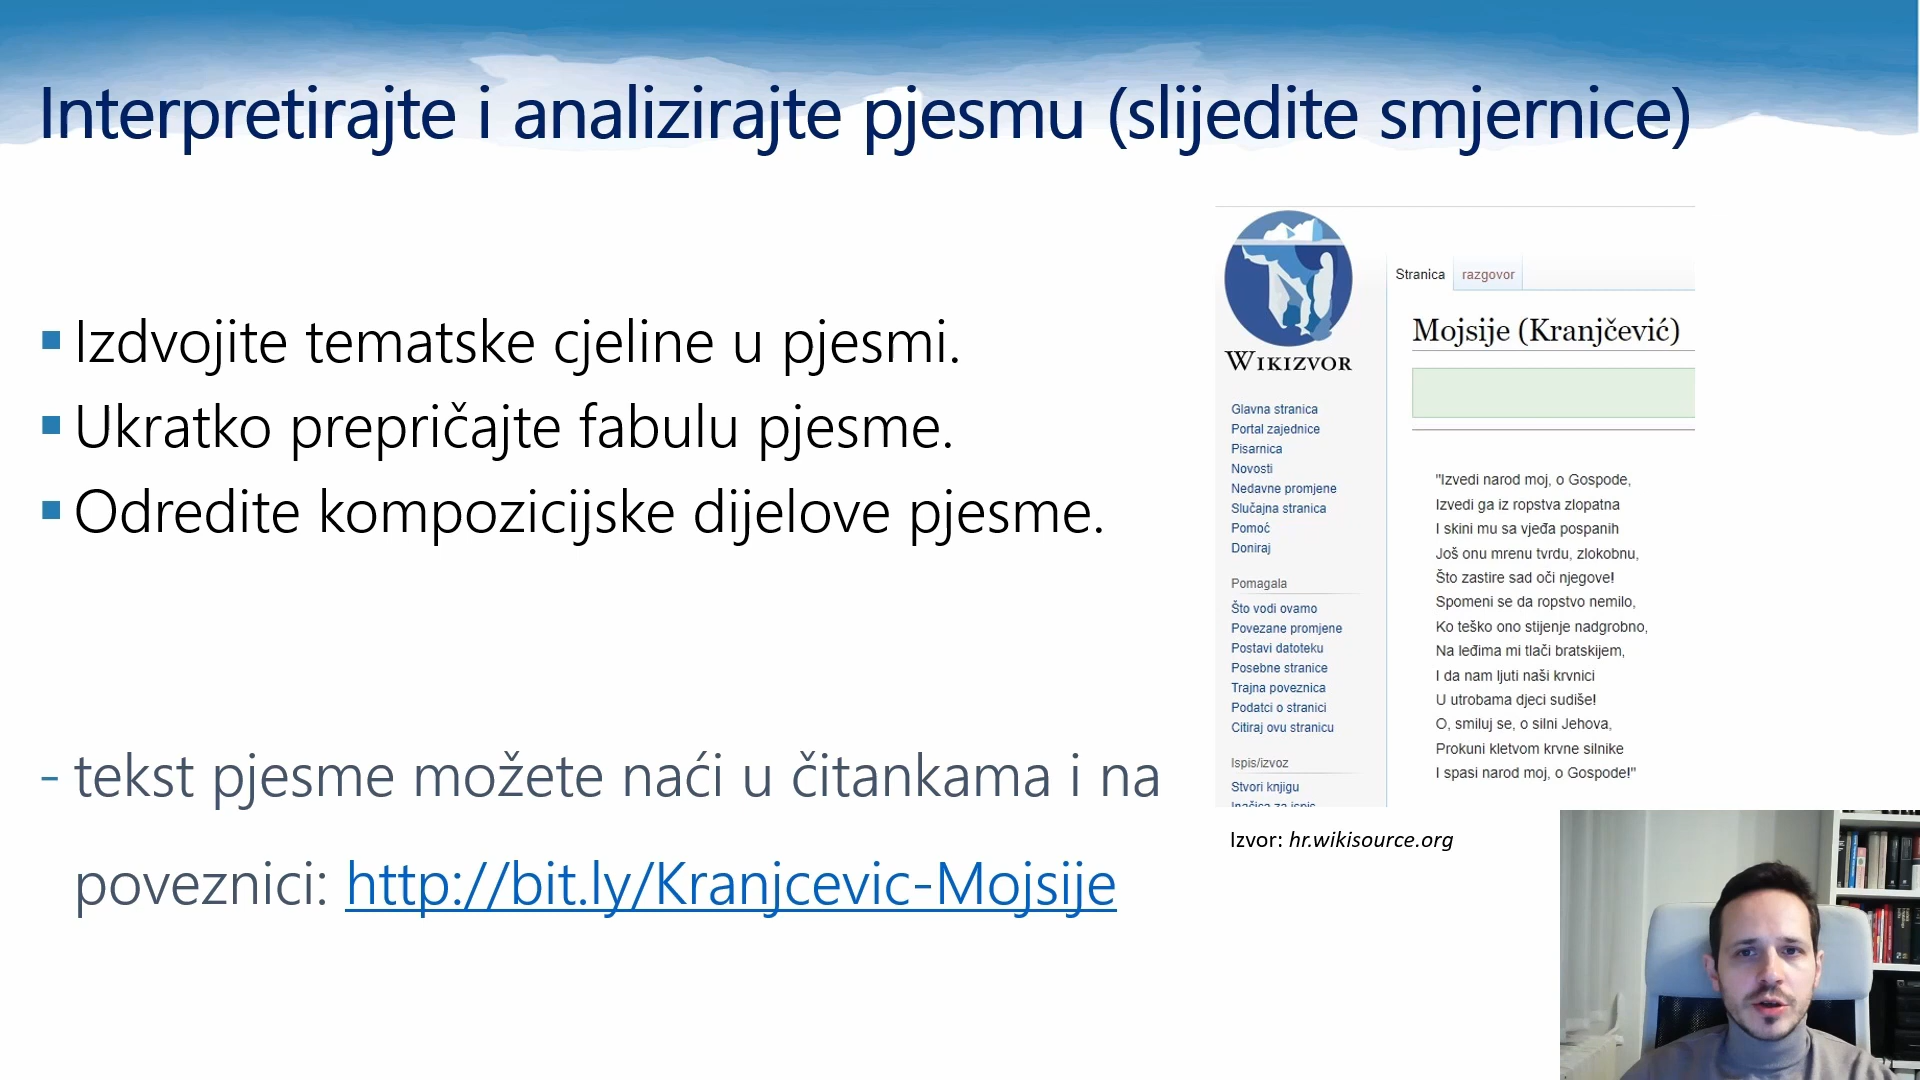 Interpretirajte i analizirajte pjesmu (slijedite smjernice)
Izdvojite tematske cjeline u pjesmi.
Ukratko prepričajte fabulu pjesme.
Odredite kompozicijske dijelove pjesme.
- tekst pjesme možete naći u čitankama i na
poveznici: http://bit.ly/Kranjcevic-Mojsije
WIKIZVOR
Glavna stranica
Portal zajednice
Pisarnica
Novosti
Nedavne promjene
Slučajna stranica
Pomoć
Doniraj
Pomagala
Što vodi ovamo
Povezane promjene
Postavi datoteku
Posebne stranice
Trajna poveznica
Podatci o stranici
Citiraj ovu stranicu
Ispis/izvoz
Stvori knjigu
Inačica za ispis
Stranica razgovor
Mojsije (Kranjčević)
"Izvedi narod moj, o Gospode,
Izvedi ga iz ropstva zlopatna
I skini mu sa vjeđa pospanih
Još onu mrenu tvrdu, zlokobnu,
Što zastire sad oči njegove!
Spomeni se da ropstvo nemilo,
Ko teško ono stijenje nadgrobno,
Na leđima mi tlači bratskijem,
I da nam ljuti naši krvnici
U utrobama djeci sudiše!
O, smiluj se, o silni Jehova,
Prokuni kletvom krvne silnike
I spasi narod moj, o Gospode!"
Izvor: hr.wikisource.org